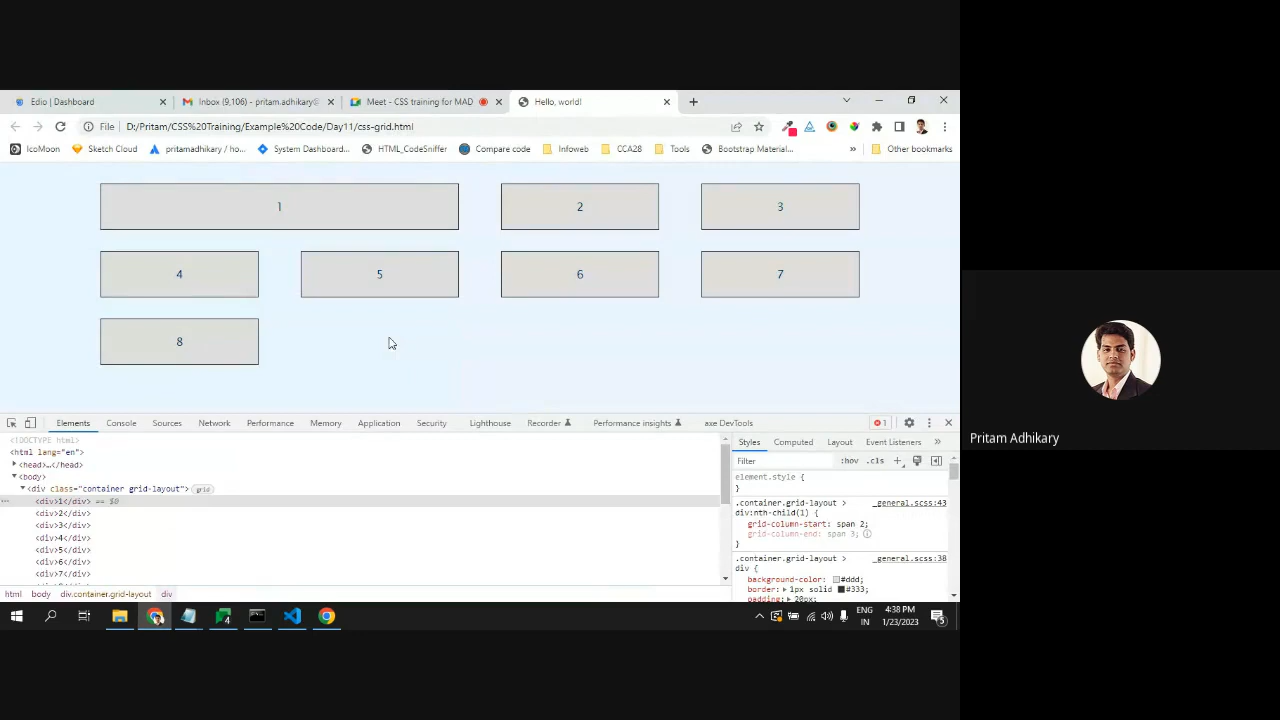 Edio | Dashboard
Inbox (9,106) - pritam.adhikary@
Meet - CSS training for MAD
Hello, world!
File
D:/Pritam/CSS%20Training/Example%20Code/Day11/css-grid.html
IcoMoon
Sketch Cloud
pritamadhikary / ho...
System Dashboard...
HTML_CodeSniffer
Compare code
Infoweb
CCA28
Tools
Bootstrap Material...
»
Other bookmarks
1
2
3
4
5
6
7
8
Elements
Console
Sources
Network
Performance
Memory
Application
Security
Lighthouse
Recorder
Performance insights
axe DevTools
1
<!DOCTYPE html>
<html lang="en">
<head>…</head>
<body>
<div class="container grid-layout"> grid
<div>1</div> == $0
<div>2</div>
<div>3</div>
<div>4</div>
<div>5</div>
<div>6</div>
<div>7</div>
html body div.container.grid-layout div
Styles
Computed
Layout
Event Listeners
»
Filter
:hov .cls +
element.style {
}
.container.grid-layout > _general.scss:43
div:nth-child(1) {
grid-column-start: span 2;
grid-column-end: span 3;
}
.container.grid-layout > _general.scss:38
div {
background-color: #ddd;
border: 1px solid #333;
padding: 20px;
Pritam Adhikary
4
ENG
IN
4:38 PM
1/23/2023
5